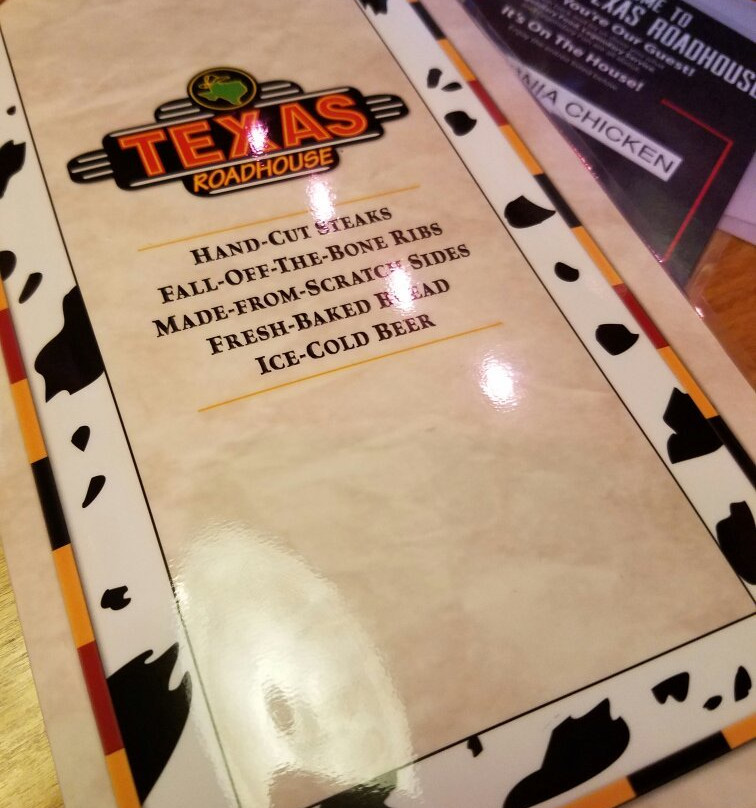 TEXAS
ROADHOUSE
HAND-CUT STEAKS
FALL-OFF-THE-BONE RIBS
MADE-FROM-SCRATCH SIDES
FRESH-BAKED BREAD
ICE-COLD BEER
TO
TEXAS ROADHOUSE
You're Our Guest!
It's On The House!
CHICKEN